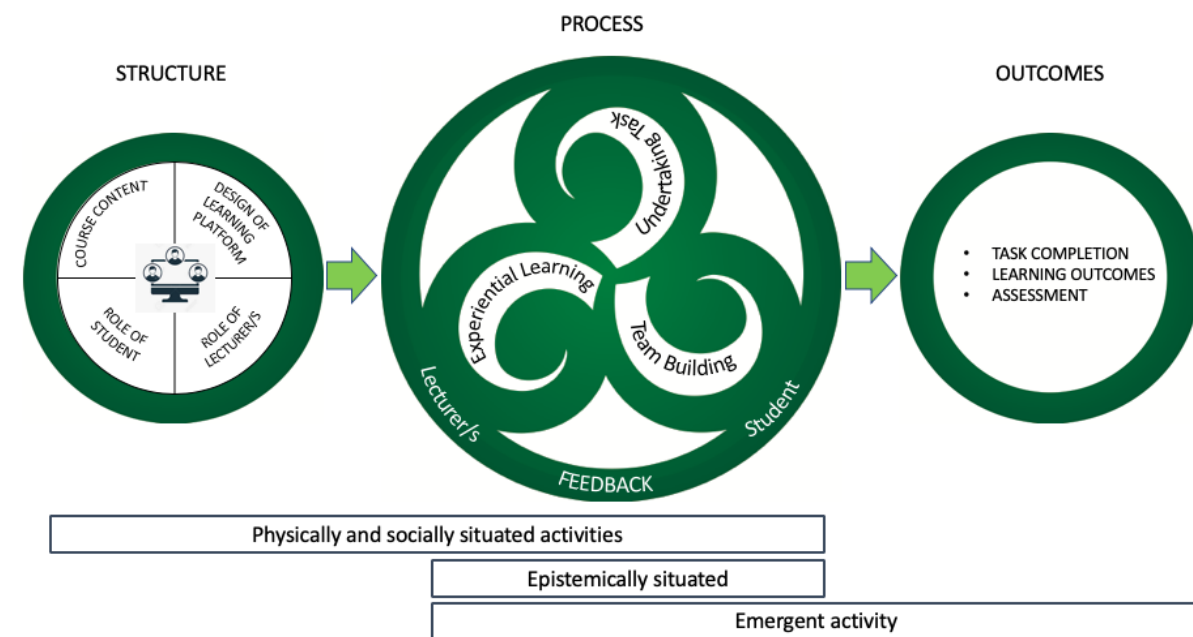 PROCESS
STRUCTURE
OUTCOMES
COURSE CONTENT
DESIGN OF
LEARNING
PLATFORM
ROLE OF
STUDENT
ROLE OF
LECTURER/S
Undertaking Task
Experiential Learning
Team Building
Lecturer/s
FEEDBACK
Student
• TASK COMPLETION
• LEARNING OUTCOMES
• ASSESSMENT
Physically and socially situated activities
Epistemically situated
Emergent activity